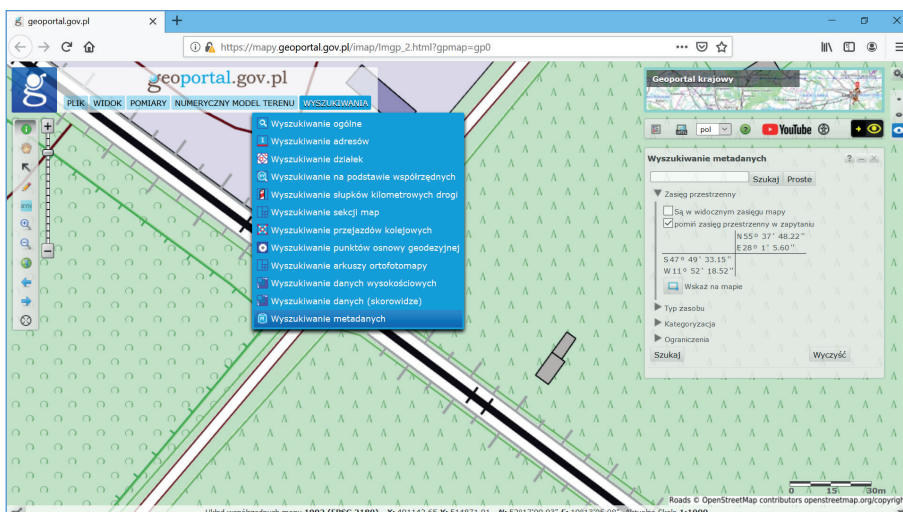 geoportal.gov.pl
https://mapy.geoportal.gov.pl/imap/Imgp_2.html?gpmap=gp0
geoportal.gov.pl
PLIK WIDOK POMIARY NUMERYCZNY MODEL TERENU WYSZUKIWANIA
Wyszukiwanie ogólne
Wyszukiwanie adresów
Wyszukiwanie działek
Wyszukiwanie na podstawie współrzędnych
Wyszukiwanie słupków kilometrowych drogi
Wyszukiwanie sekcji map
Wyszukiwanie przejazdów kolejowych
Wyszukiwanie punktów osnowy geodezyjnej
Wyszukiwanie arkuszy ortofotomapy
Wyszukiwanie danych wysokościowych
Wyszukiwanie danych (skorowidze)
Wyszukiwanie metadanych
Geoportal krajowy
pol
YouTube
Wyszukiwanie metadanych
Szukaj Proste
Zasięg przestrzenny
Są w widocznym zasięgu mapy
pomiń zasięg przestrzenny w zapytaniu
N 55° 37' 48.22"
E 28° 1' 5.60"
S 47° 49' 33.15"
W 11° 52' 18.52"
Wskaż na mapie
Typ zasobu
Kategoryzacja
Ograniczenia
Szukaj Wyczyść
0 15 30m
Roads © OpenStreetMap contributors openstreetmap.org/copyrigh